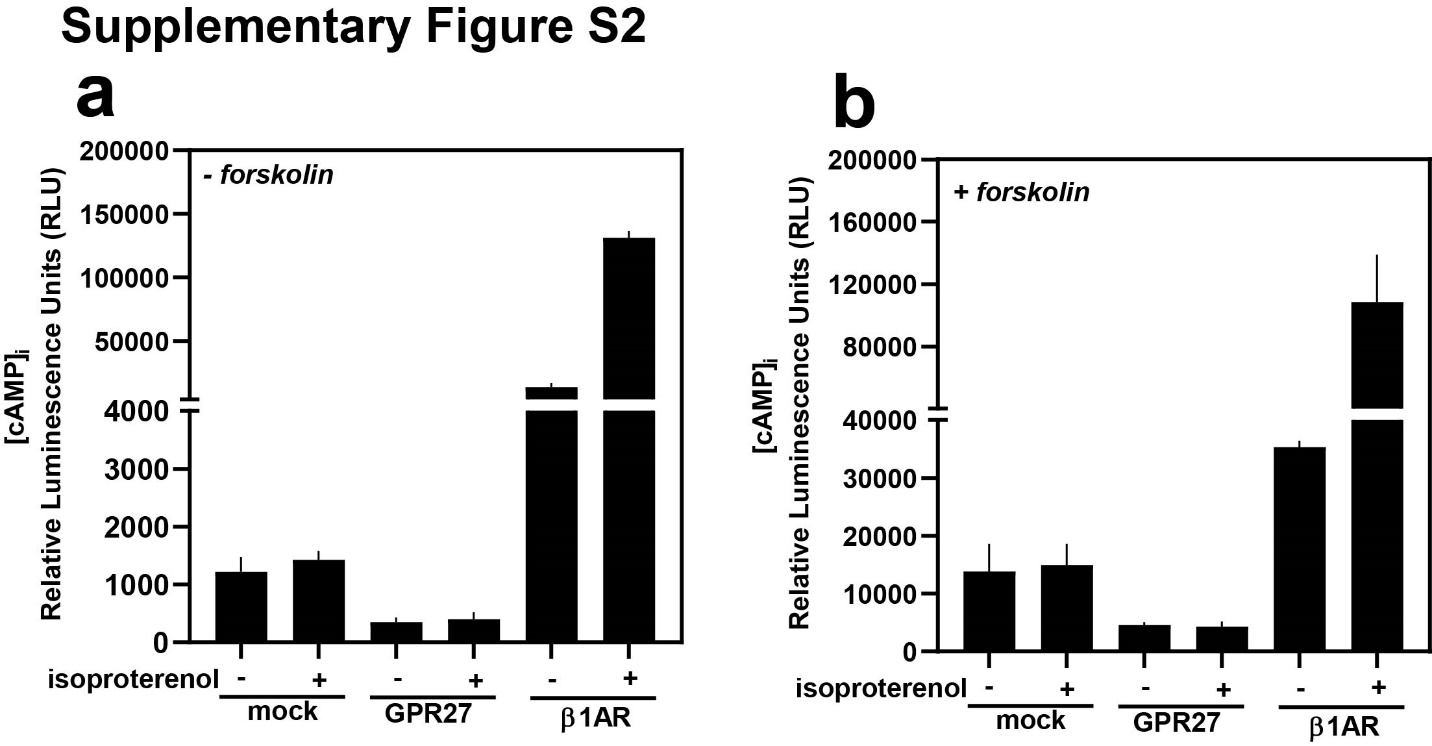 Supplementary Figure S2
a
[cAMP]i
Relative Luminescence Units (RLU)
200000
150000
100000
50000
4000
3000
2000
1000
0
- forskolin
isoproterenol - + - + - +
mock GPR27 β1AR
b
[cAMP]i
Relative Luminescence Units (RLU)
200000
160000
120000
80000
40000
30000
20000
10000
0
+ forskolin
isoproterenol - + - + - +
mock GPR27 β1AR